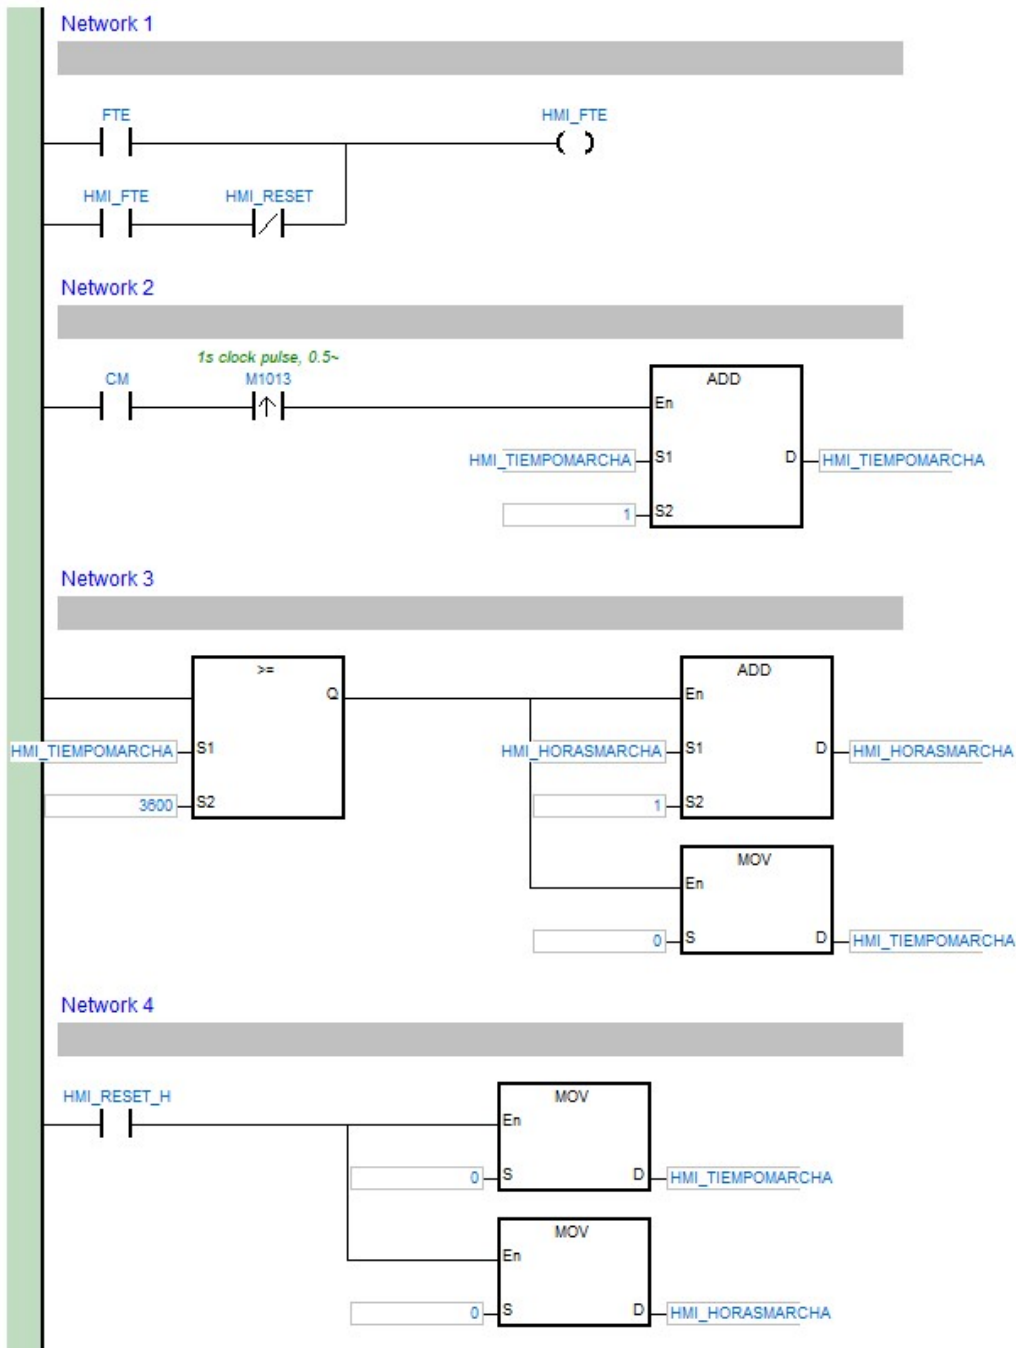 Network 1
FTE
HMI_FTE
HMI_FTE
HMI_RESET
Network 2
1s clock pulse, 0.5~
CM
M1013
ADD
En
HMI_TIEMPOMARCHA
S1
D
HMI_TIEMPOMARCHA
1
S2
Network 3
>=
ADD
Q
En
HMI_TIEMPOMARCHA
S1
HMI_HORASMARCHA
S1
D
HMI_HORASMARCHA
3600
S2
1
S2
MOV
En
0
S
D
HMI_TIEMPOMARCHA
Network 4
HMI_RESET_H
MOV
En
0
S
D
HMI_TIEMPOMARCHA
MOV
En
0
S
D
HMI_HORASMARCHA